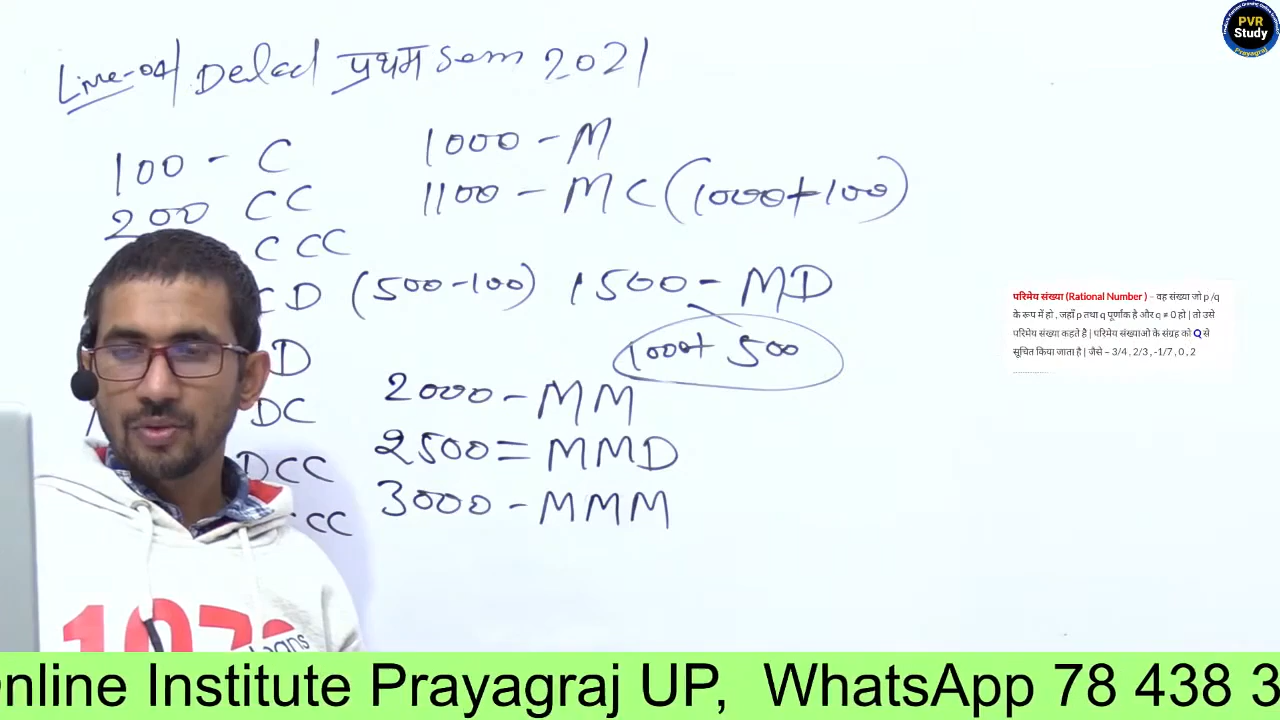 Live-04/ Deled प्रथम Sem 2021
100 - C
200 CC
CCC
CD (500-100)
D
DC
DCC
CC
1000 - M
1100 - MC (1000+100)
1500 - MD
1000+ 500
2000 - MM
2500 = MMD
3000 - MMM
PVR
Study
Prayagraj
परिमेय संख्या (Rational Number ) – वह संख्या जो p /q
के रूप में हो , जहाँ p तथा q पूर्णांक है और q ≠ 0 हो | तो उसे
परिमेय संख्या कहते हैं | परिमेय संख्याओ के संग्रह को Q से
सूचित किया जाता है | जैसे – 3/4 , 2/3 , -1/7 , 0 , 2
nline Institute Prayagraj UP, WhatsApp 78 438 3